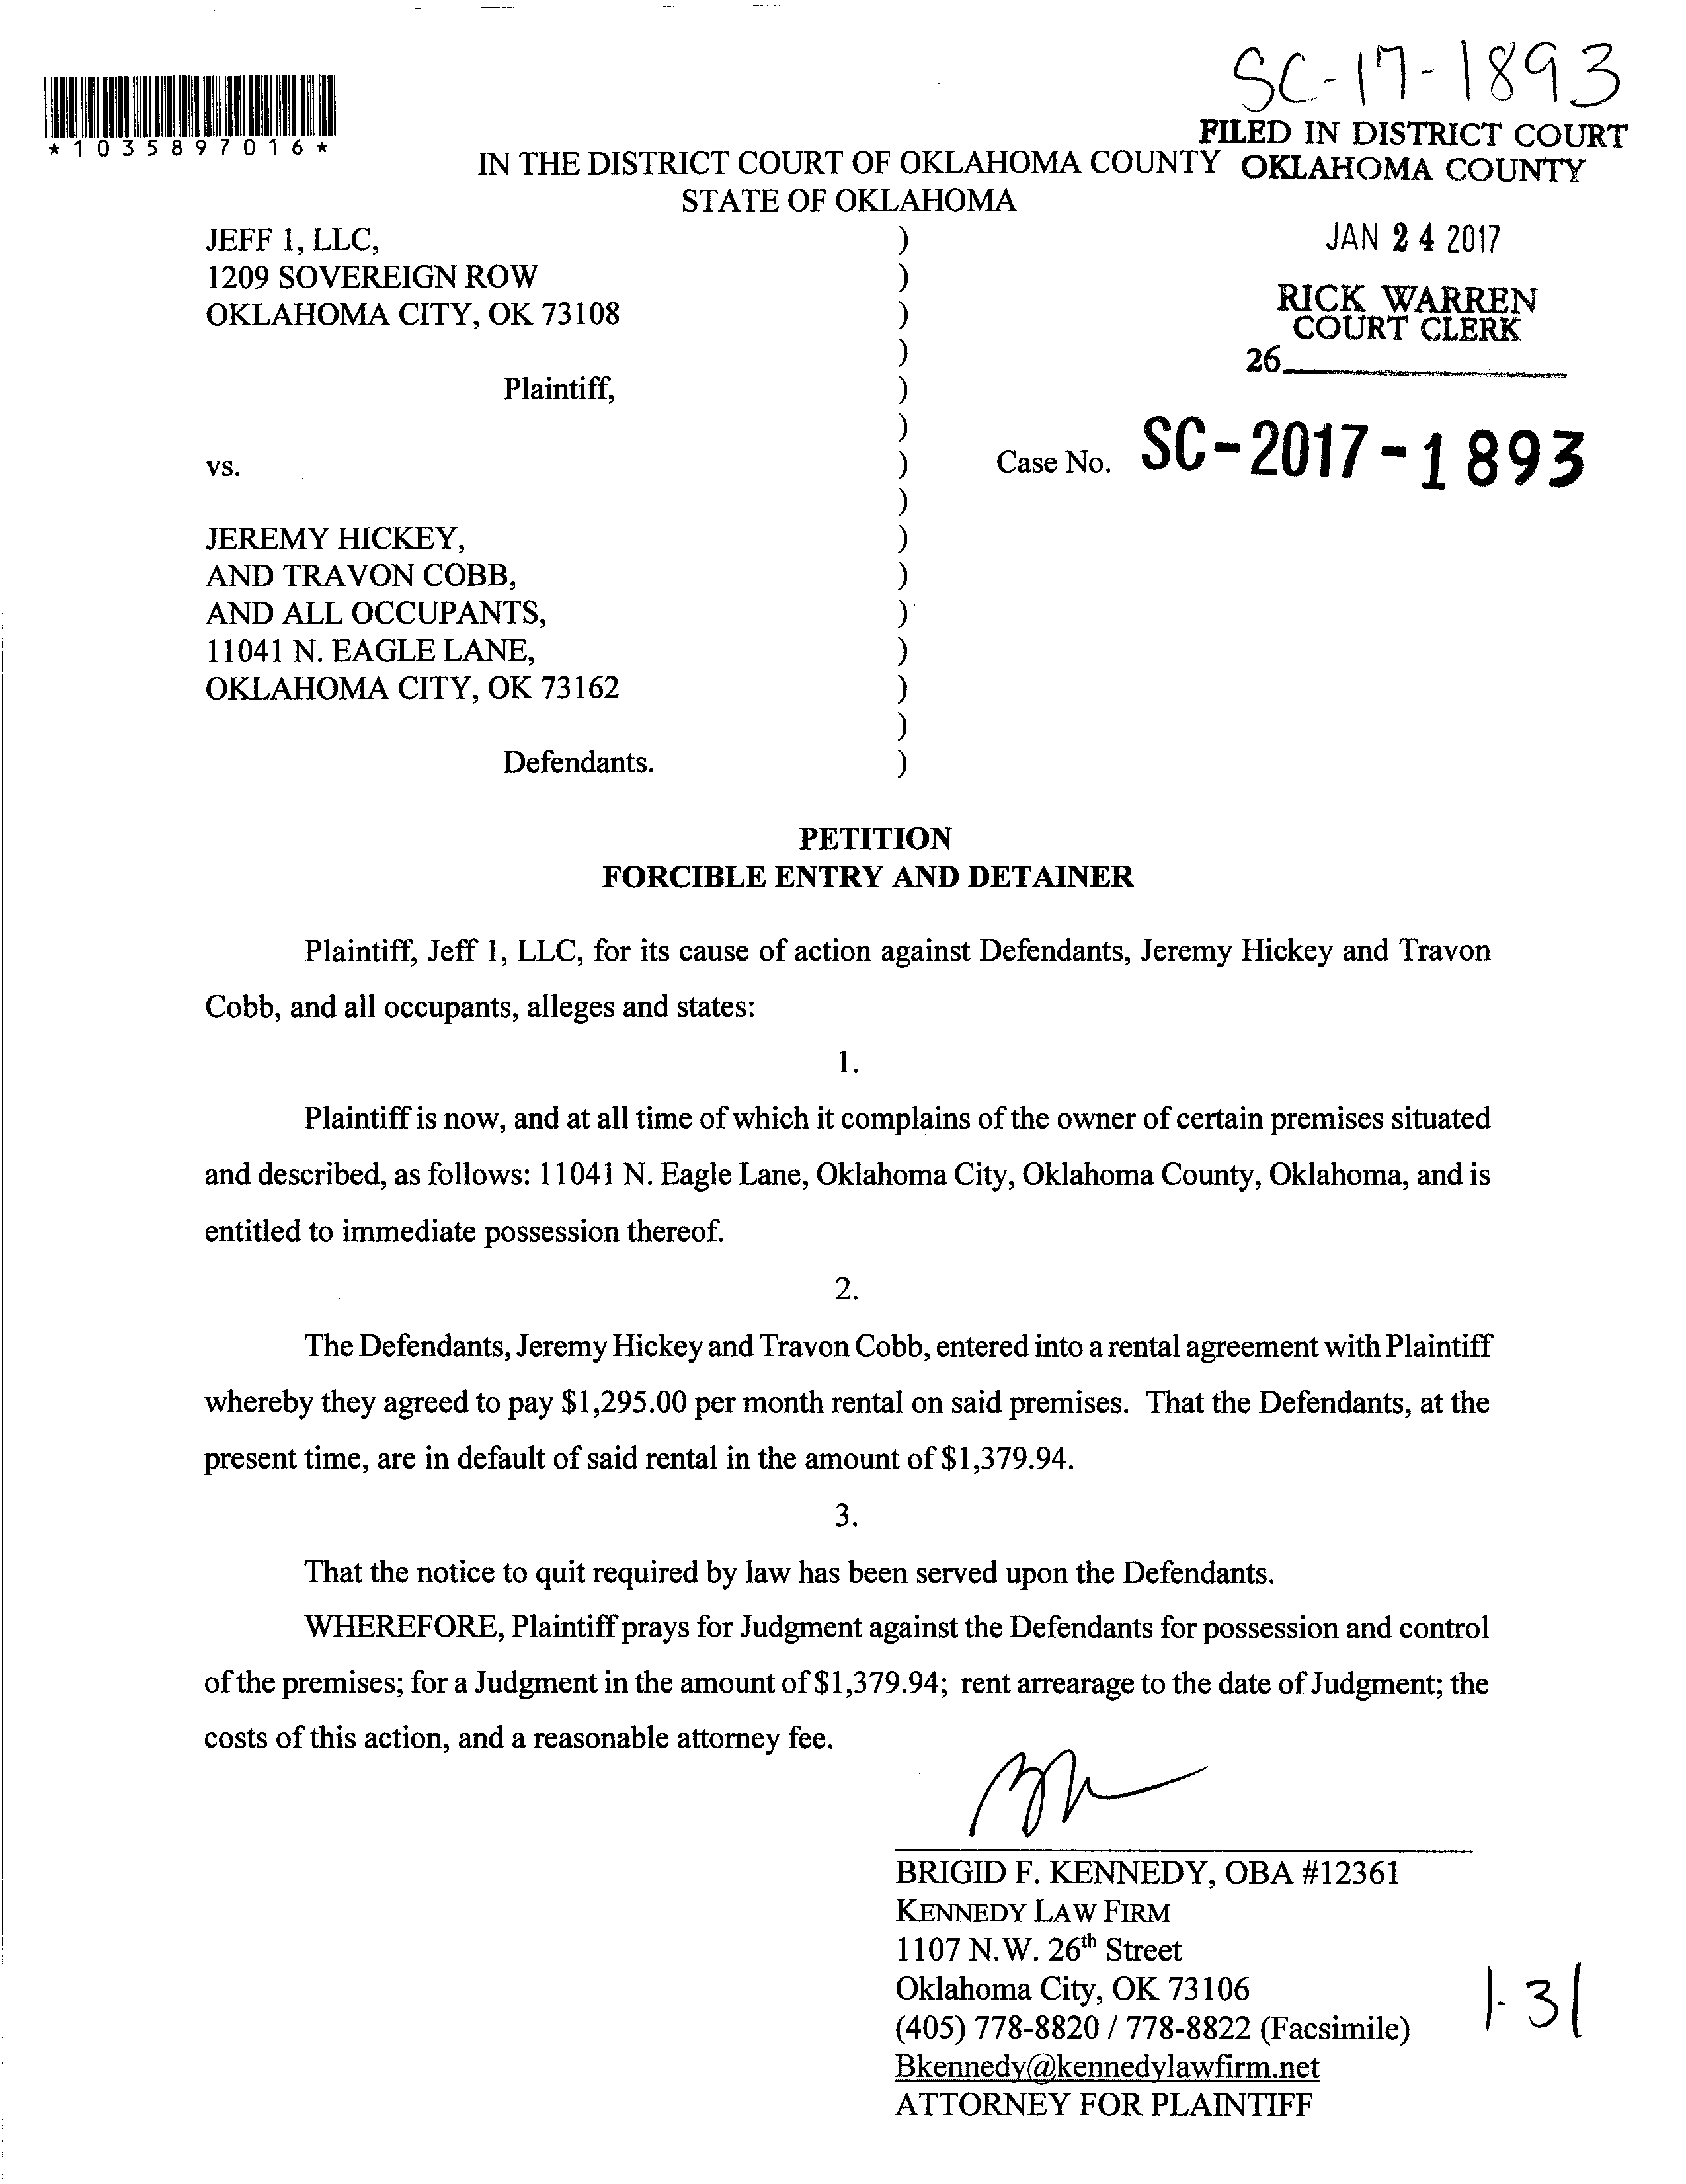 SC-17-1893
*1035897016*
FILED IN DISTRICT COURT
OKLAHOMA COUNTY
IN THE DISTRICT COURT OF OKLAHOMA COUNTY
STATE OF OKLAHOMA
JAN 24 2017
RICK WARREN
COURT CLERK
26
JEFF 1, LLC, )
1209 SOVEREIGN ROW )
OKLAHOMA CITY, OK 73108 )
)
Plaintiff, )
)
vs. ) Case No. SC-2017-1893
)
JEREMY HICKEY, )
AND TRAVON COBB, )
AND ALL OCCUPANTS, )
11041 N. EAGLE LANE, )
OKLAHOMA CITY, OK 73162 )
)
Defendants. )
PETITION
FORCIBLE ENTRY AND DETAINER
Plaintiff, Jeff 1, LLC, for its cause of action against Defendants, Jeremy Hickey and Travon
Cobb, and all occupants, alleges and states:
1.
Plaintiff is now, and at all time of which it complains of the owner of certain premises situated
and described, as follows: 11041 N. Eagle Lane, Oklahoma City, Oklahoma County, Oklahoma, and is
entitled to immediate possession thereof.
2.
The Defendants, Jeremy Hickey and Travon Cobb, entered into a rental agreement with Plaintiff
whereby they agreed to pay $1,295.00 per month rental on said premises. That the Defendants, at the
present time, are in default of said rental in the amount of $1,379.94.
3.
That the notice to quit required by law has been served upon the Defendants.
WHEREFORE, Plaintiff prays for Judgment against the Defendants for possession and control
of the premises; for a Judgment in the amount of $1,379.94; rent arrearage to the date of Judgment; the
costs of this action, and a reasonable attorney fee.
BRIGID F. KENNEDY, OBA #12361
KENNEDY LAW FIRM
1107 N.W. 26th Street
Oklahoma City, OK 73106
(405) 778-8820 / 778-8822 (Facsimile)
Bkennedy@kennedylawfirm.net
ATTORNEY FOR PLAINTIFF
1-31